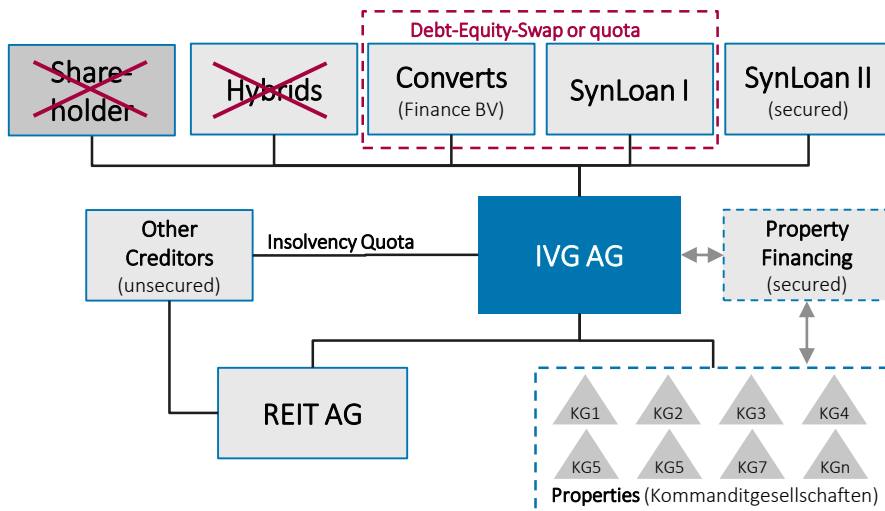 Debt-Equity-Swap or quota
Share-
holder
Hybrids
Converts
(Finance BV)
SynLoan I
SynLoan II
(secured)
Other
Creditors
(unsecured)
Insolvency Quota
IVG AG
Property
Financing
(secured)
REIT AG
KG1 KG2 KG3 KG4
KG5 KG5 KG7 KGn
Properties (Kommanditgesellschaften)